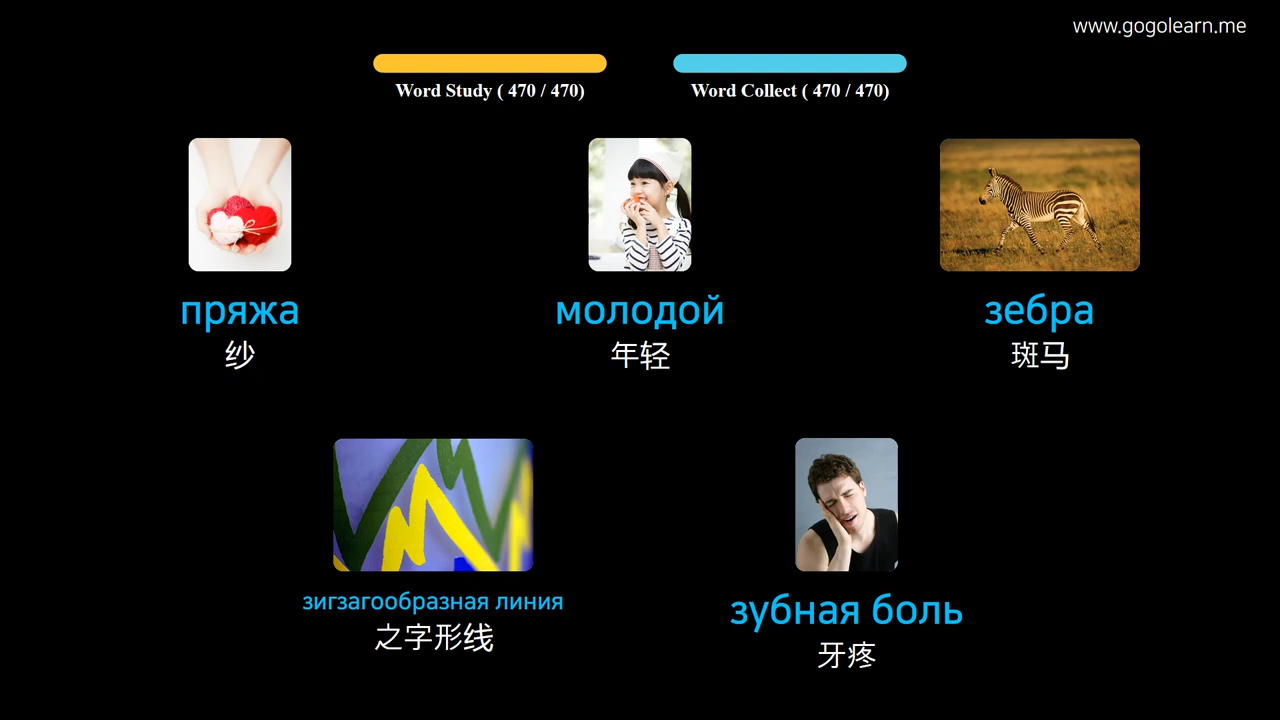 www.gogolearn.me
Word Study ( 470 / 470)
Word Collect ( 470 / 470)
пряжа
纱
молодой
年轻
зебра
斑马
зигзагообразная линия
之字形线
зубная боль
牙疼